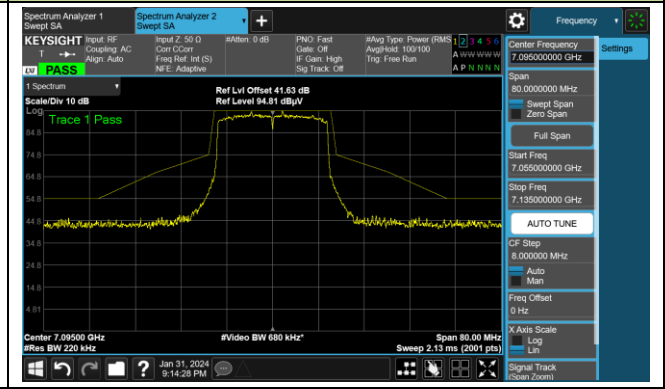 Spectrum Analyzer 1
Swept SA
Spectrum Analyzer 2
Swept SA
+
Frequency
KEYSIGHT
Input: RF
Coupling: AC
Align: Auto
Input Z: 50 Ω
Corr CCorr
Freq Ref: Int (S)
NFE: Adaptive
#Atten: 0 dB
PNO: Fast
Gate: Off
IF Gain: High
Sig Track: Off
#Avg Type: Power (RMS
Avg|Hold: 100/100
Trig: Free Run
1 2 3 4 5 6
A W W W W W
A P N N N N
T
LXI
PASS
1 Spectrum
Scale/Div 10 dB
Ref Lvl Offset 41.63 dB
Ref Level 94.81 dBµV
Log
Trace 1 Pass
84.8
74.8
64.8
54.8
44.8
34.8
24.8
14.8
4.81
Center 7.09500 GHz
#Res BW 220 kHz
#Video BW 680 kHz*
Span 80.00 MHz
Sweep 2.13 ms (2001 pts)
Jan 31, 2024
9:14:28 PM
?
Center Frequency
7.095000000 GHz
Settings
Span
80.0000000 MHz
Swept Span
Zero Span
Full Span
Start Freq
7.055000000 GHz
Stop Freq
7.135000000 GHz
AUTO TUNE
CF Step
8.000000 MHz
Auto
Man
Freq Offset
0 Hz
X Axis Scale
Log
Lin
Signal Track
(Span Zoom)